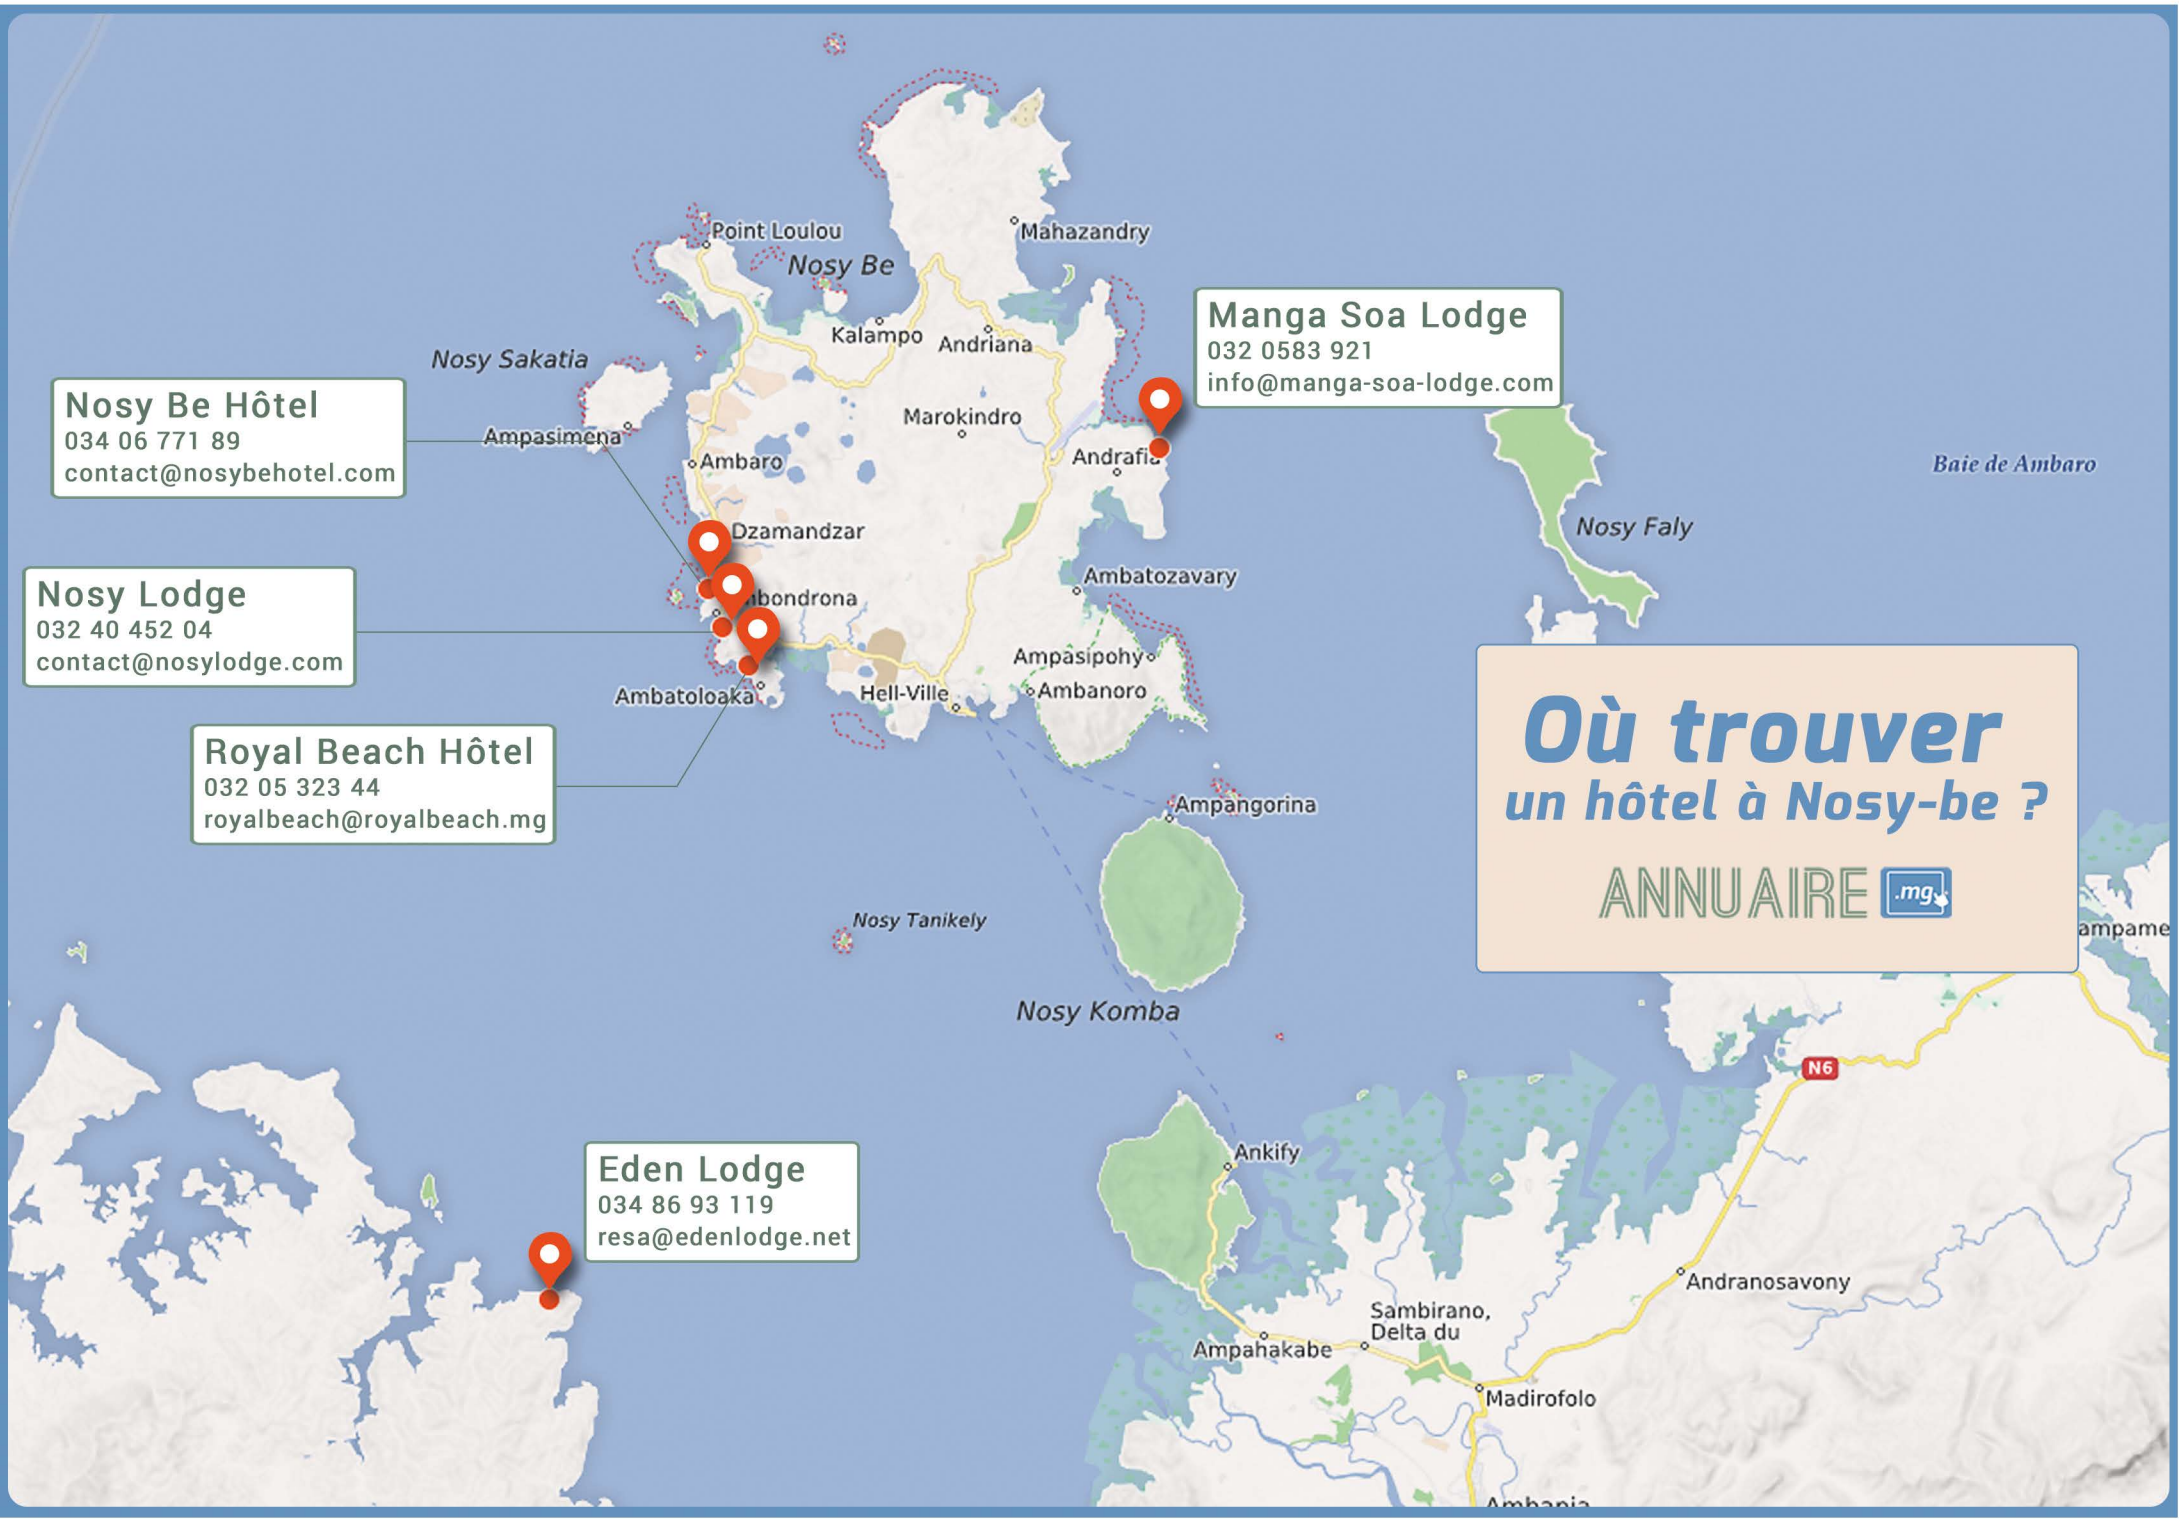 Point Loulou
Nosy Be
Mahazandry
Kalampo
Andriana
Manga Soa Lodge
032 0583 921
info@manga-soa-lodge.com
Nosy Sakatia
Nosy Be Hôtel
034 06 771 89
contact@nosybehotel.com
Ampasimena
Marokindro
Ambaro
Andrafia
Baie de Ambaro
Nosy Faly
Dzamandzar
Nosy Lodge
032 40 452 04
contact@nosylodge.com
Ambatozavary
Ampasipohy
Ambanoro
Ambatoloaka
Hell-Ville
Royal Beach Hôtel
032 05 323 44
royalbeach@royalbeach.mg
Où trouver
un hôtel à Nosy-be ?
ANNUAIRE .mg
Ampangorina
Nosy Tanikely
Nosy Komba
N6
Ankify
Eden Lodge
034 86 93 119
resa@edenlodge.net
Andranosavony
Sambirano,
Delta du
Ampahakabe
Madirofolo